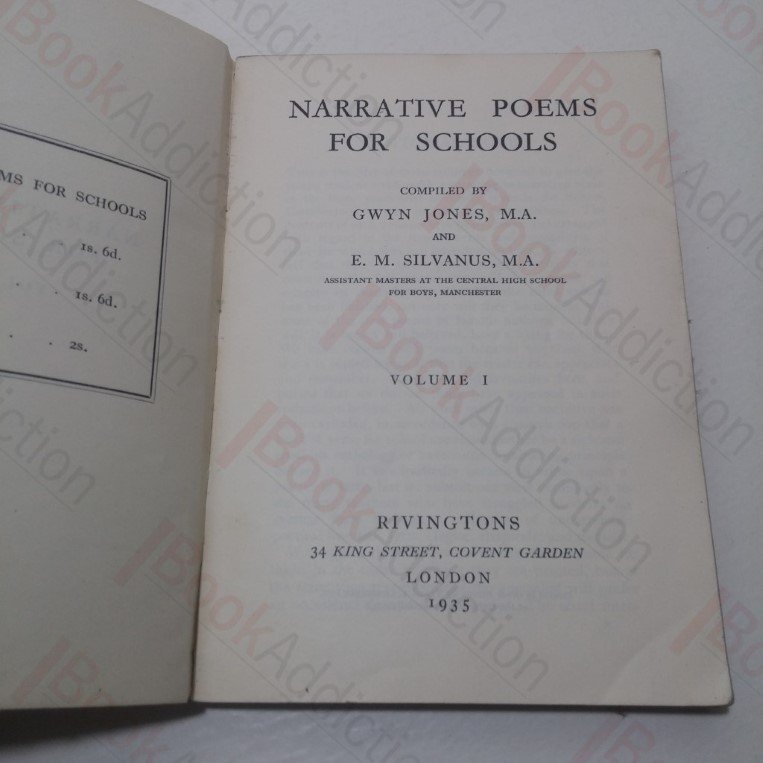 MS FOR SCHOOLS
. . 1s. 6d.
. . 1s. 6d.
. . 2s.
NARRATIVE POEMS
FOR SCHOOLS
COMPILED BY
GWYN JONES, M.A.
AND
E. M. SILVANUS, M.A.
ASSISTANT MASTERS AT THE CENTRAL HIGH SCHOOL
FOR BOYS, MANCHESTER
VOLUME I
RIVINGTONS
34 KING STREET, COVENT GARDEN
LONDON
1935
BookAddiction